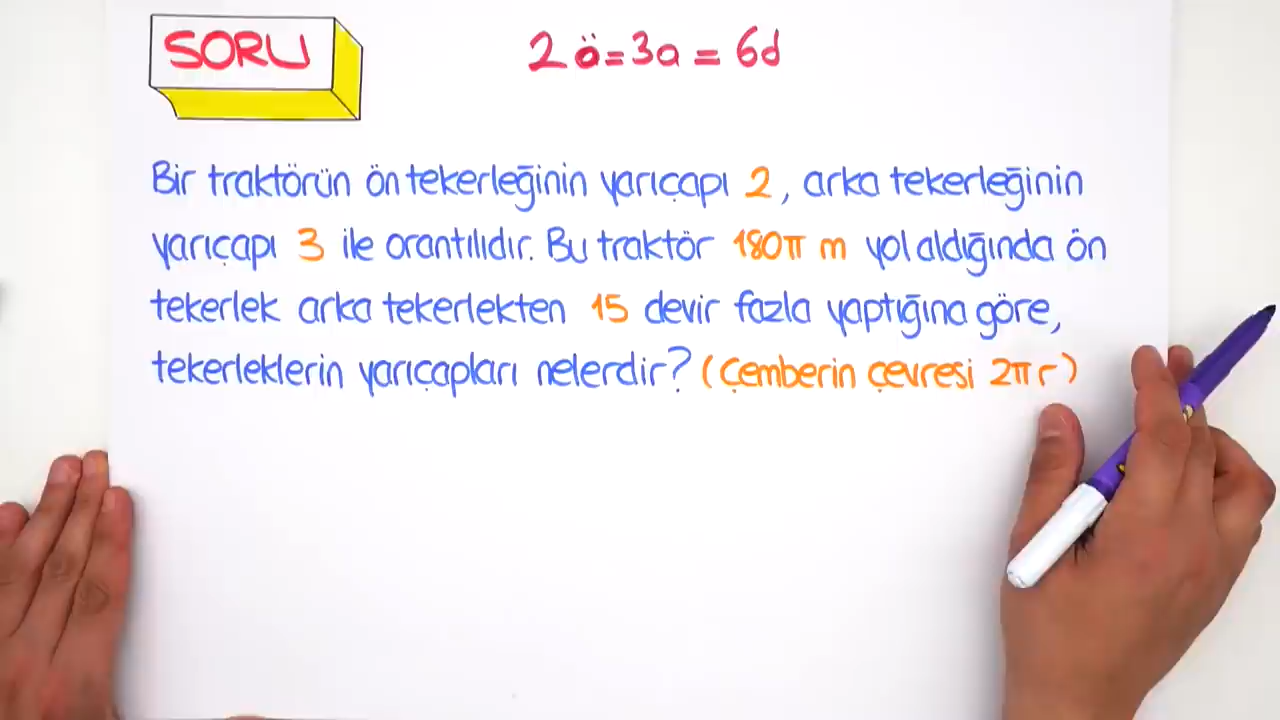 SORU
2ö=3a=6d
Bir traktörün ön tekerleğinin yarıçapı 2, arka tekerleğinin
yarıçapı 3 ile orantılıdır. Bu traktör 180π m yol aldığında ön
tekerlek arka tekerlekten 15 devir fazla yaptığına göre,
tekerleklerin yarıçapları nelerdir? (Çemberin çevresi 2πr)